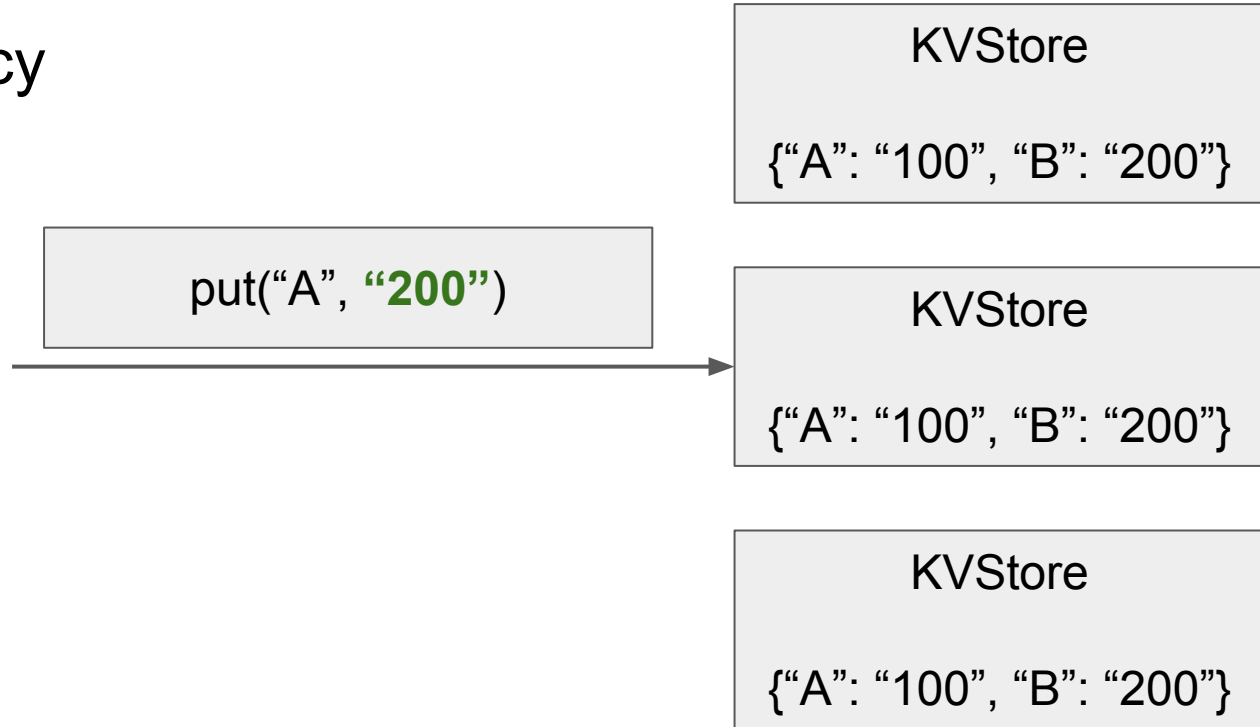 cy
KVStore
{“A”: “100”, “B”: “200”}
put(“A”, “200”)
KVStore
{“A”: “100”, “B”: “200”}
KVStore
{“A”: “100”, “B”: “200”}